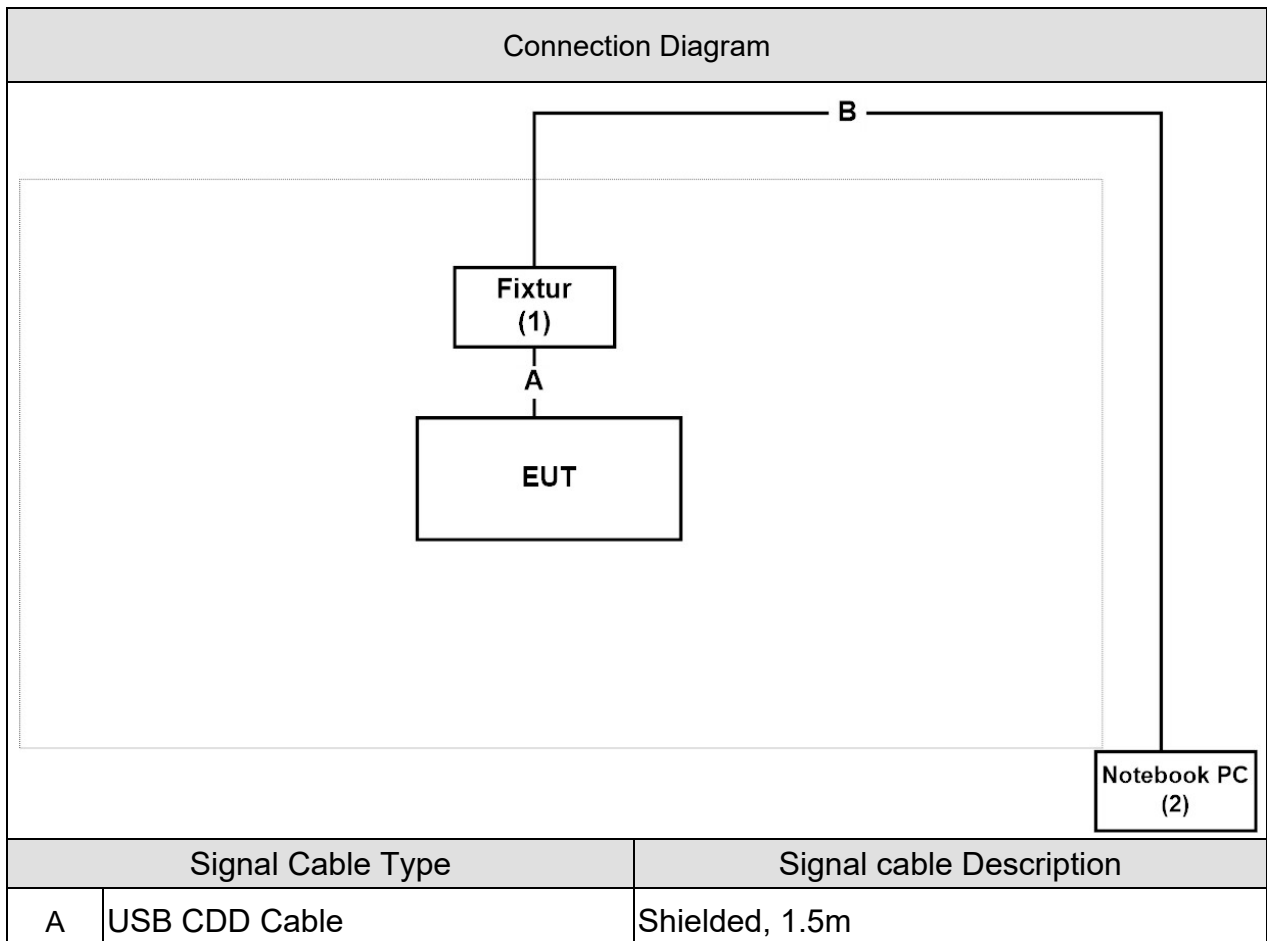 Connection Diagram
B
Fixtur
(1)
A
EUT
Notebook PC
(2)
Signal Cable Type Signal cable Description
A USB CDD Cable Shielded, 1.5m